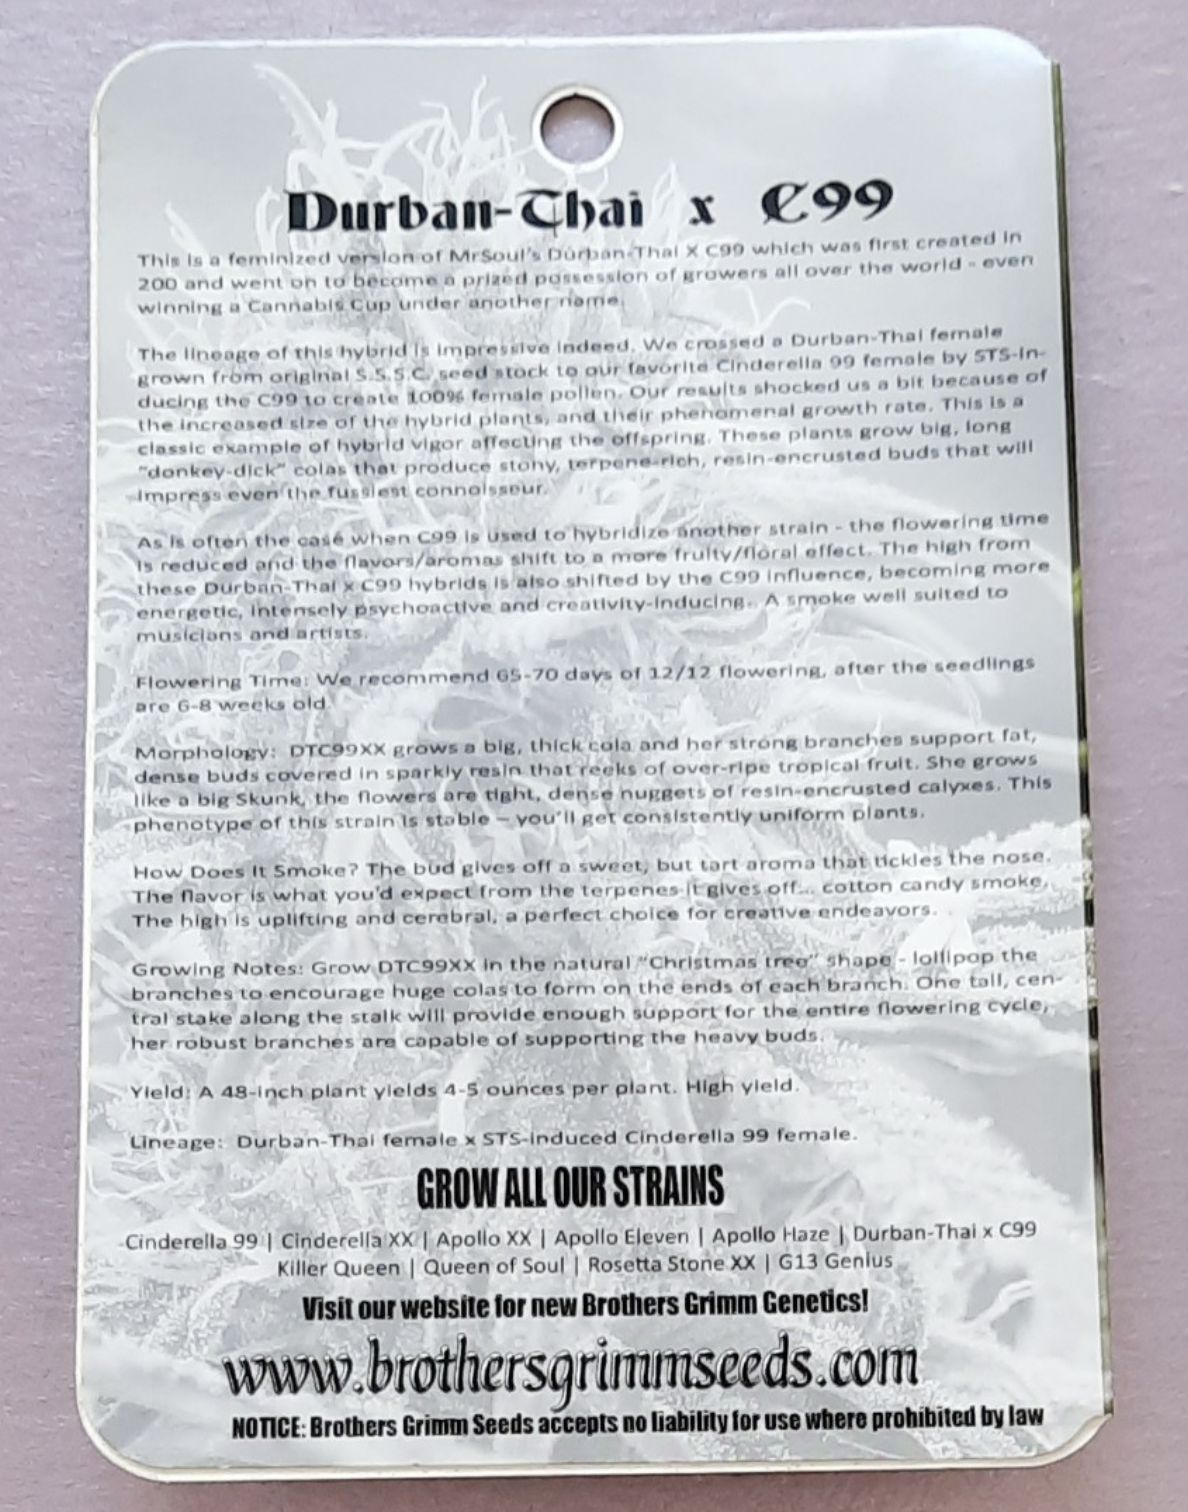 Durban-Thai x C99
This is a feminized version of MrSoul's Durban-Thai X C99 which was first created in
200 and went on to become a prized possession of growers all over the world - even
winning a Cannabis Cup under another name.
The lineage of this hybrid is impressive indeed. We crossed a Durban-Thai female
grown from original S.S.S.C. seed stock to our favorite Cinderella 99 female by STS-in-
ducing the C99 to create 100% female pollen. Our results shocked us a bit because of
the increased size of the hybrid plants, and their phenomenal growth rate. This is a
classic example of hybrid vigor affecting the offspring. These plants grow big, long
"donkey-dick" colas that produce stony, terpene-rich, resin-encrusted buds that will
impress even the fussiest connoisseur.
As is often the case when C99 is used to hybridize another strain - the flowering time
is reduced and the flavors/aromas shift to a more fruity/floral effect. The high from
these Durban-Thai x C99 hybrids is also shifted by the C99 influence, becoming more
energetic, intensely psychoactive and creativity-inducing. A smoke well suited to
musicians and artists.
Flowering Time: We recommend 65-70 days of 12/12 flowering, after the seedlings
are 6-8 weeks old.
Morphology: DTC99XX grows a big, thick cola and her strong branches support fat,
dense buds covered in sparkly resin that reeks of over-ripe tropical fruit. She grows
like a big Skunk, the flowers are tight, dense nuggets of resin-encrusted calyxes. This
phenotype of this strain is stable – you'll get consistently uniform plants.
How Does It Smoke? The bud gives off a sweet, but tart aroma that tickles the nose.
The flavor is what you'd expect from the terpenes it gives off... cotton candy smoke.
The high is uplifting and cerebral, a perfect choice for creative endeavors.
Growing Notes: Grow DTC99XX in the natural "Christmas tree" shape - lollipop the
branches to encourage huge colas to form on the ends of each branch. One tall, cen-
tral stake along the stalk will provide enough support for the entire flowering cycle,
her robust branches are capable of supporting the heavy buds.
Yield: A 48-inch plant yields 4-5 ounces per plant. High yield.
Lineage: Durban-Thai female x STS-induced Cinderella 99 female.
GROW ALL OUR STRAINS
Cinderella 99 | Cinderella XX | Apollo XX | Apollo Eleven | Apollo Haze | Durban-Thai x C99
Killer Queen | Queen of Soul | Rosetta Stone XX | G13 Genius
Visit our website for new Brothers Grimm Genetics!
www.brothersgrimmseeds.com
NOTICE: Brothers Grimm Seeds accepts no liability for use where prohibited by law